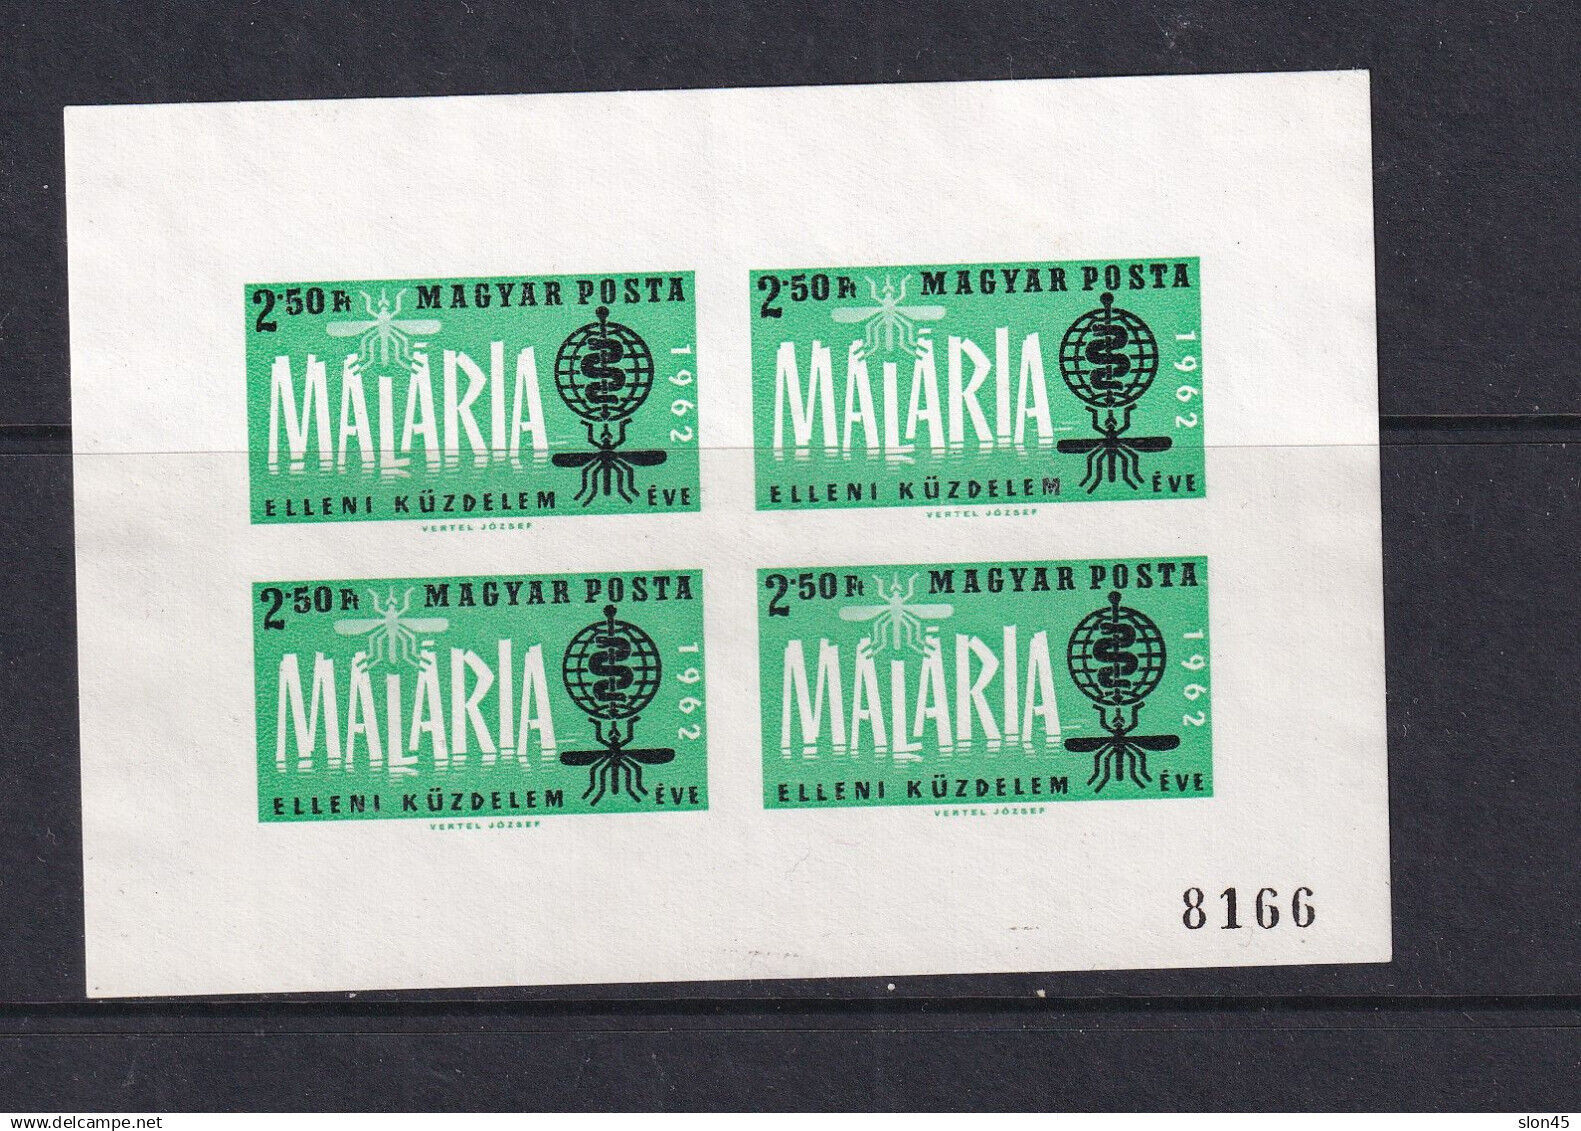 2·50 Ft MAGYAR POSTA
MALÁRIA
1962
ELLENI KÜZDELEM ÉVE
VERTEL JÓZSEF
2·50 Ft MAGYAR POSTA
MALÁRIA
1962
ELLENI KÜZDELEM ÉVE
VERTEL JÓZSEF
2·50 Ft MAGYAR POSTA
MALÁRIA
1962
ELLENI KÜZDELEM ÉVE
VERTEL JÓZSEF
2·50 Ft MAGYAR POSTA
MALÁRIA
1962
ELLENI KÜZDELEM ÉVE
VERTEL JÓZSEF
8166
www.delcampe.net
slon45